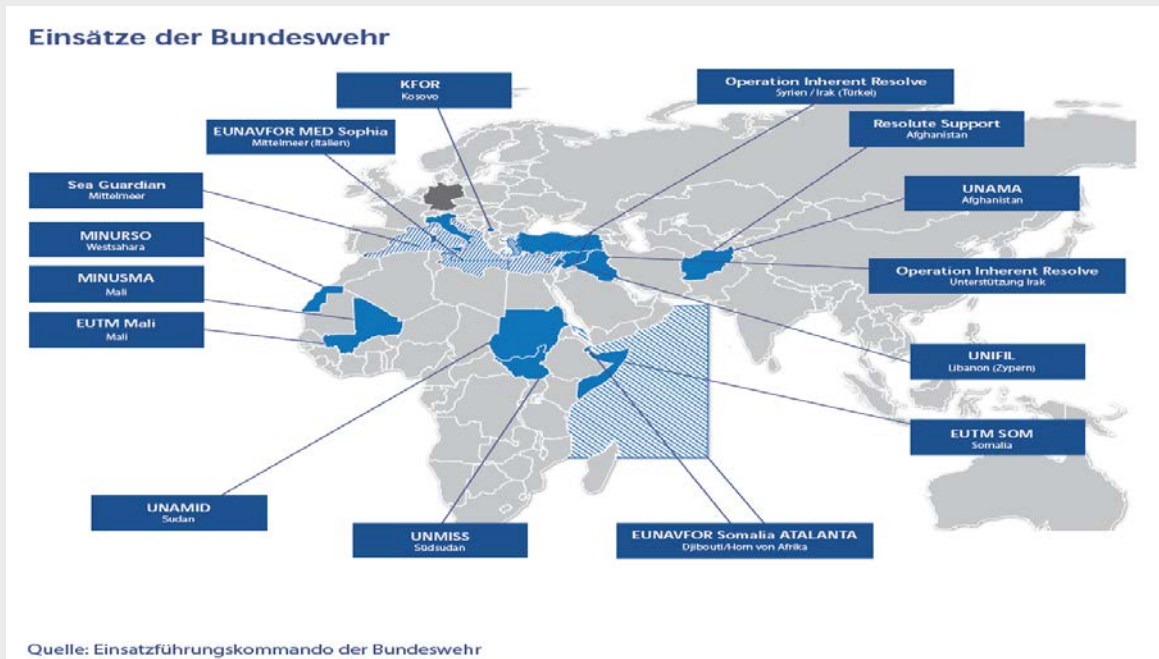 Einsätze der Bundeswehr
KFOR
Kosovo
Operation Inherent Resolve
Syrien / Irak (Türkei)
EUNAVFOR MED Sophia
Mittelmeer (Italien)
Resolute Support
Afghanistan
Sea Guardian
Mittelmeer
UNAMA
Afghanistan
MINURSO
Westsahara
MINUSMA
Mali
Operation Inherent Resolve
Unterstützung Irak
EUTM Mali
Mali
UNIFIL
Libanon (Zypern)
EUTM SOM
Somalia
UNAMID
Sudan
UNMISS
Südsudan
EUNAVFOR Somalia ATALANTA
Djibouti/Horn von Afrika
Quelle: Einsatzführungskommando der Bundeswehr